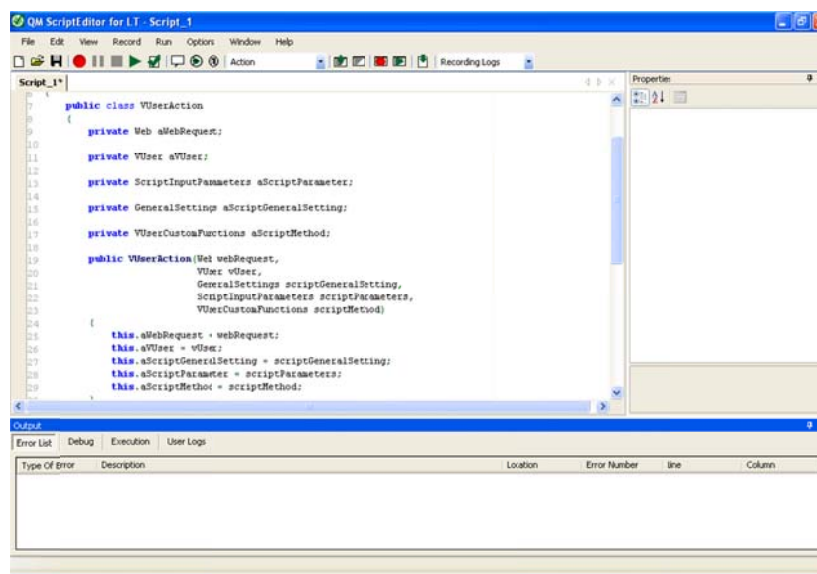 QM ScriptEditor for LT - Script_1
File Edit View Record Run Option Window Help
Action
Recording Logs
Script_1*
Properties
6 {
7 public class VUserAction
8 {
9 private Web aWebRequest;
10
11 private VUser aVUser;
12
13 private ScriptInputParameters aScriptParameter;
14
15 private GeneralSettings aScriptGeneralSetting;
16
17 private VUserCustomFunctions aScriptMethod;
18
19 public VUserAction(Web webRequest,
20 VUser vUser,
21 GeneralSettings scriptGeneralSetting,
22 ScriptInputParameters scriptParameters,
23 VUserCustomFunctions scriptMethod)
24 {
25 this.aWebRequest = webRequest;
26 this.aVUser = vUser;
27 this.aScriptGeneralSetting = scriptGeneralSetting;
28 this.aScriptParameter = scriptParameters;
29 this.aScriptMethod = scriptMethod;
Output
Error List Debug Execution User Logs
Type Of Error Description Location Error Number line Column